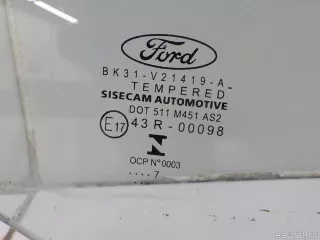 Ford
BK31-V21419-A-
TEMPERED
SISECAM AUTOMOTIVE
DOT 511 M451 AS2
E17 43R-00098
N
OCP N°0003
....7